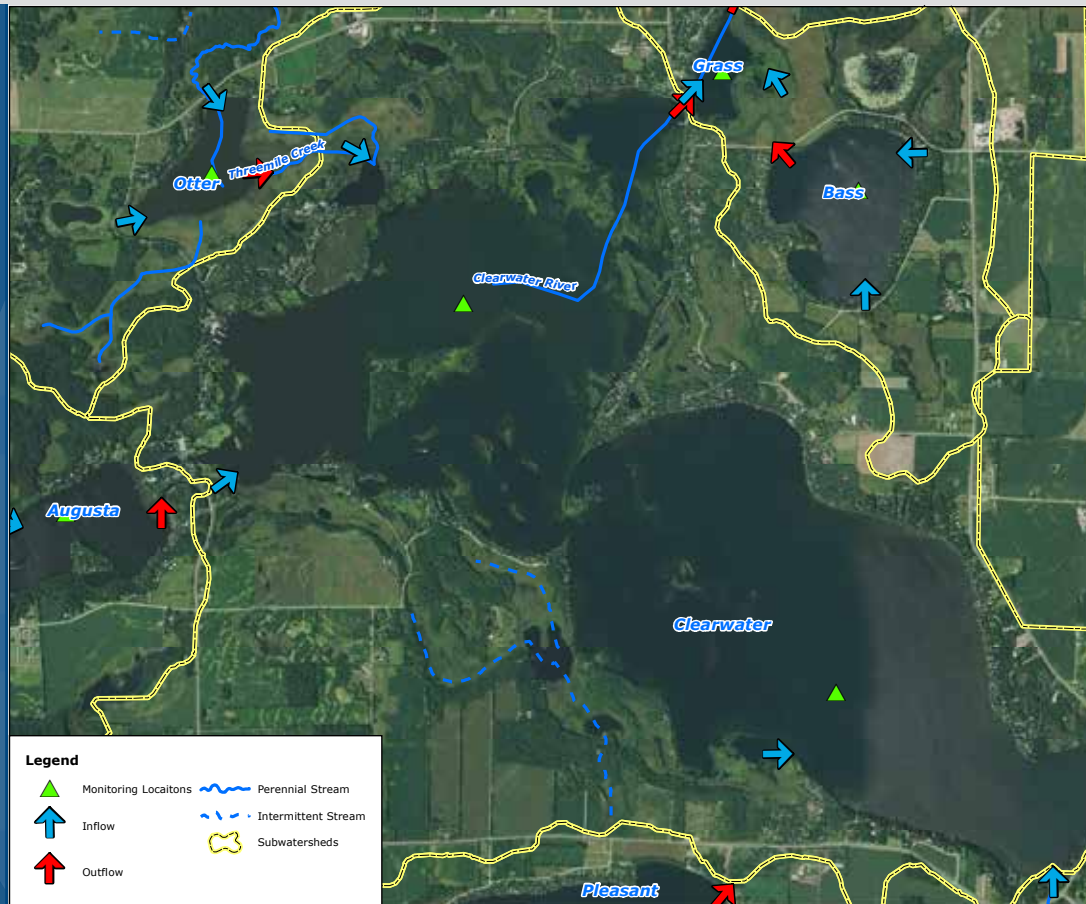 Grass
Threemile Creek
Otter
Bass
Clearwater River
Augusta
Clearwater
Legend
Monitoring Locaitons
Perennial Stream
Inflow
Intermittent Stream
Subwatersheds
Outflow
Pleasant